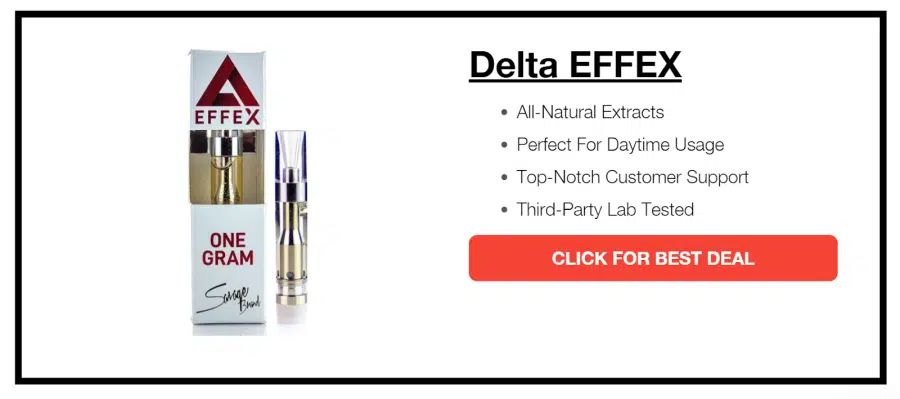 Delta EFFEX
All-Natural Extracts
Perfect For Daytime Usage
Top-Notch Customer Support
Third-Party Lab Tested
CLICK FOR BEST DEAL
EFFEX
ONE
GRAM
Savage
Brand